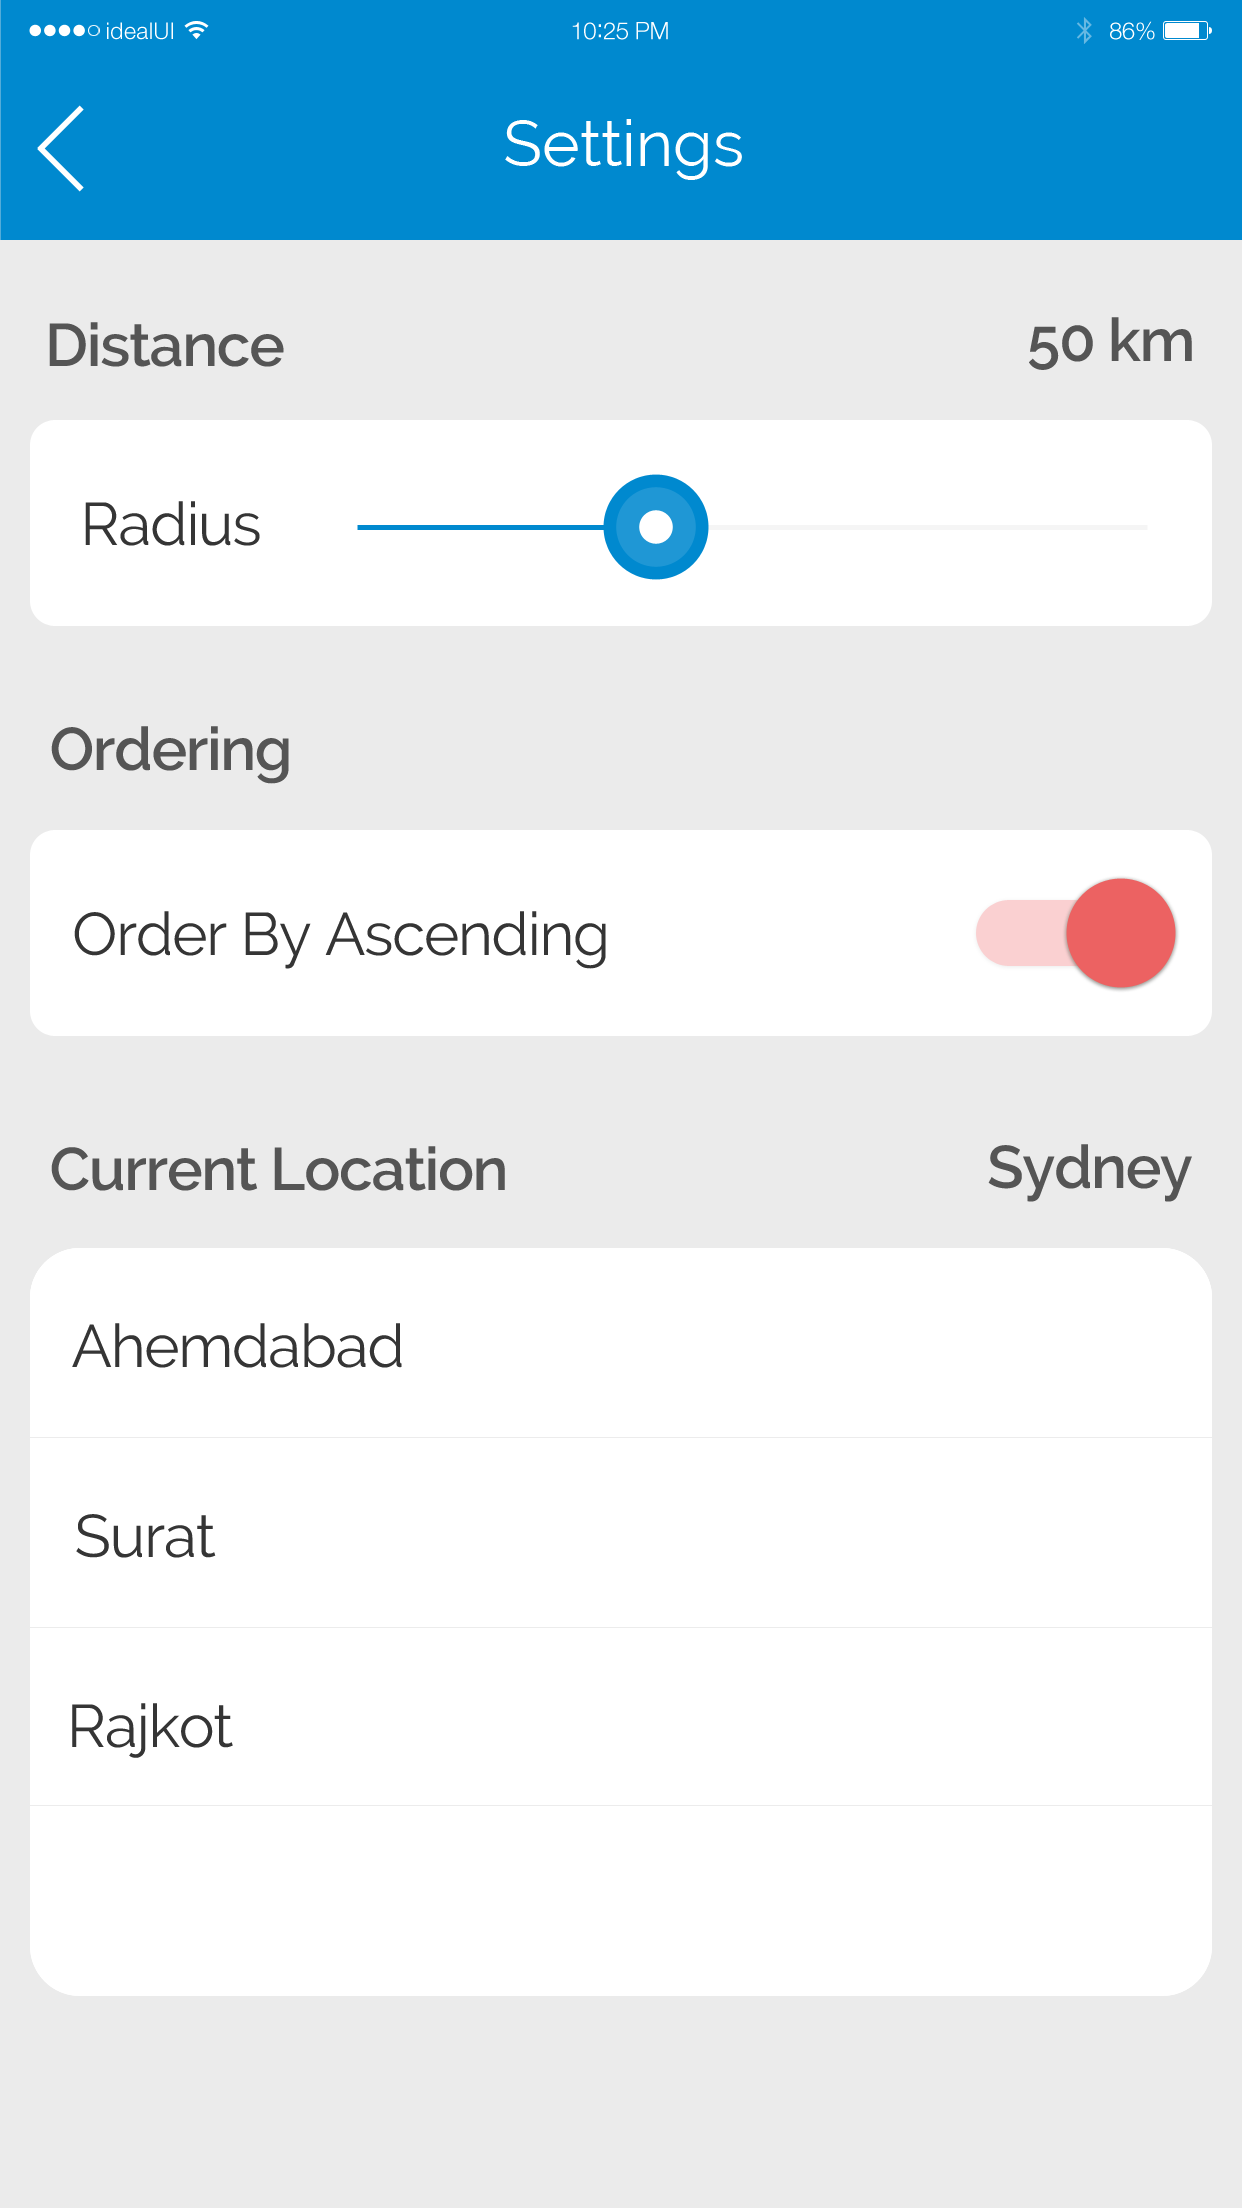 idealUI 10:25 PM 86%
Settings
Distance 50 km
Radius
Ordering
Order By Ascending
Current Location Sydney
Ahemdabad
Surat
Rajkot